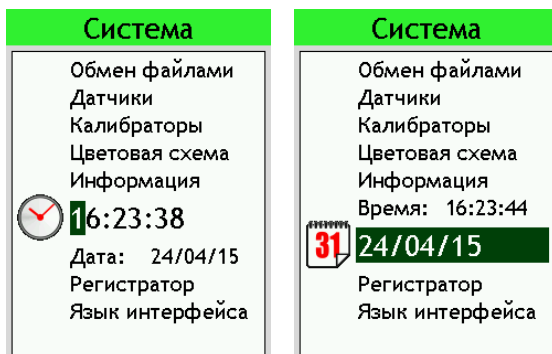 Система
Обмен файлами
Датчики
Калибраторы
Цветовая схема
Информация
16:23:38
Дата: 24/04/15
Регистратор
Язык интерфейса
Система
Обмен файлами
Датчики
Калибраторы
Цветовая схема
Информация
Время: 16:23:44
31 24/04/15
Регистратор
Язык интерфейса